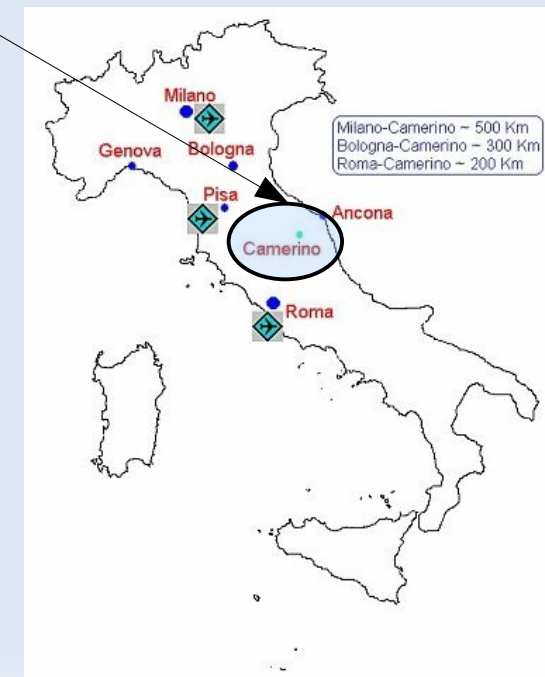 Milano
Milano-Camerino ~ 500 Km
Bologna-Camerino ~ 300 Km
Roma-Camerino ~ 200 Km
Genova
Bologna
Pisa
Ancona
Camerino
Roma